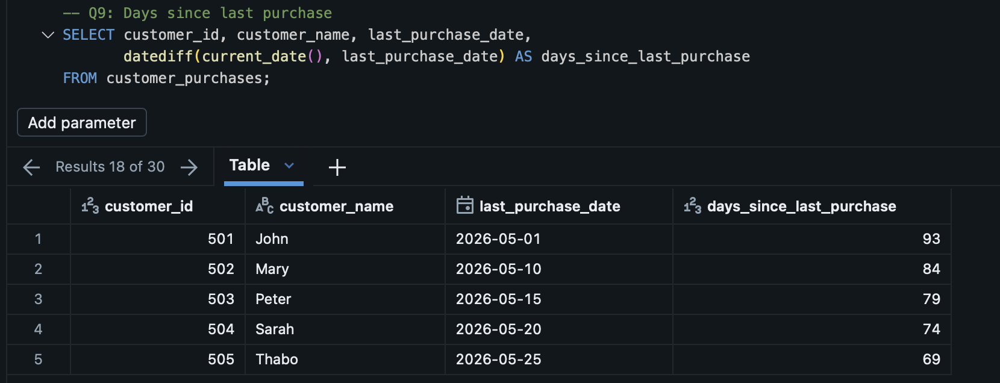 -- Q9: Days since last purchase
SELECT customer_id, customer_name, last_purchase_date,
datediff(current_date(), last_purchase_date) AS days_since_last_purchase
FROM customer_purchases;
Add parameter
Results 18 of 30 Table
customer_id customer_name last_purchase_date days_since_last_purchase
1 501 John 2026-05-01 93
2 502 Mary 2026-05-10 84
3 503 Peter 2026-05-15 79
4 504 Sarah 2026-05-20 74
5 505 Thabo 2026-05-25 69